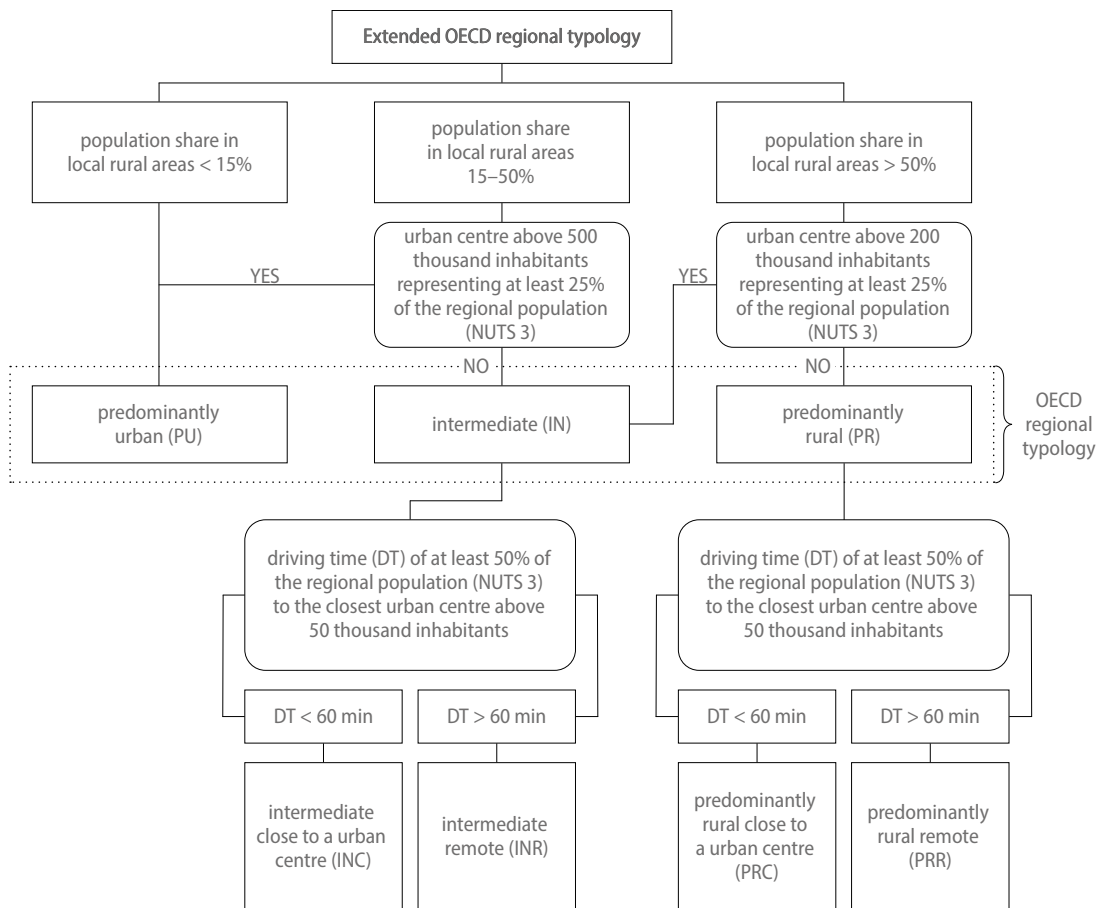 Extended OECD regional typology
population share in
local rural areas < 15%
population share
in local rural areas
15–50%
population share in
local rural areas > 50%
urban centre above 500
thousand inhabitants
representing at least 25%
of the regional population
(NUTS 3)
urban centre above 200
thousand inhabitants
representing at least 25%
of the regional population
(NUTS 3)
YES
YES
NO
NO
predominantly
urban (PU)
intermediate (IN)
predominantly
rural (PR)
OECD
regional
typology
driving time (DT) of at least 50% of
the regional population (NUTS 3)
to the closest urban centre above
50 thousand inhabitants
driving time (DT) of at least 50% of
the regional population (NUTS 3)
to the closest urban centre above
50 thousand inhabitants
DT < 60 min
DT > 60 min
DT < 60 min
DT > 60 min
intermediate
close to a urban
centre (INC)
intermediate
remote (INR)
predominantly
rural close to
a urban centre
(PRC)
predominantly
rural remote
(PRR)